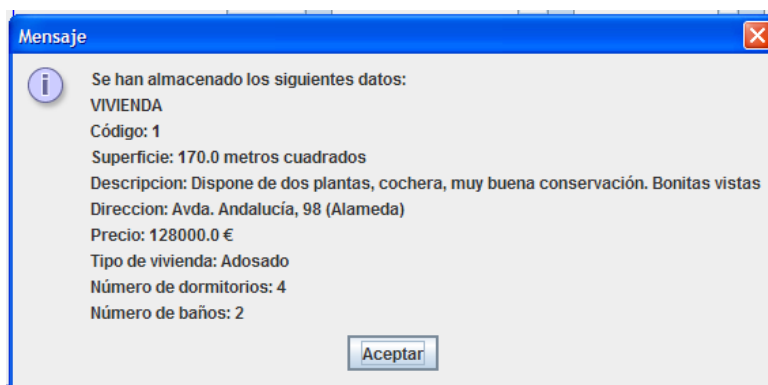 Mensaje
Se han almacenado los siguientes datos:
VIVIENDA
Código: 1
Superficie: 170.0 metros cuadrados
Descripcion: Dispone de dos plantas, cochera, muy buena conservación. Bonitas vistas
Direccion: Avda. Andalucía, 98 (Alameda)
Precio: 128000.0 €
Tipo de vivienda: Adosado
Número de dormitorios: 4
Número de baños: 2
Aceptar